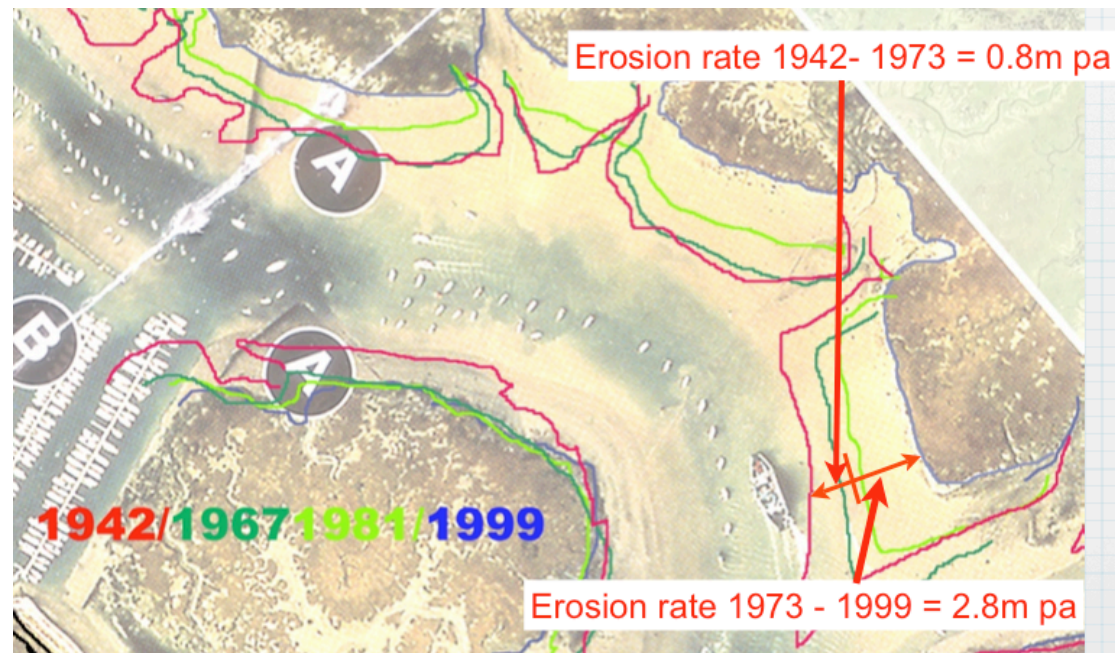 Erosion rate 1942- 1973 = 0.8m pa
A
B
A
1942/1967 1981/1999
Erosion rate 1973 - 1999 = 2.8m pa